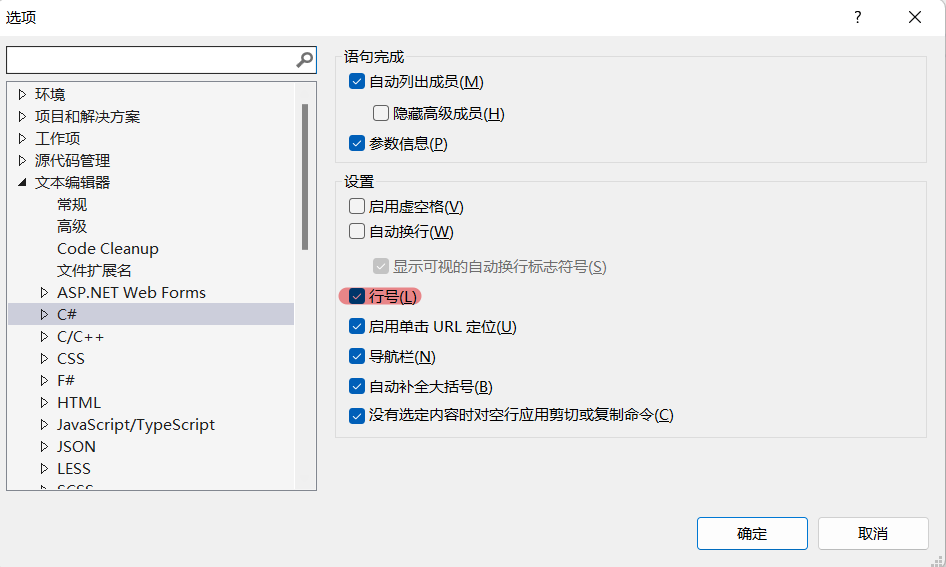 选项
?
环境
项目和解决方案
工作项
源代码管理
文本编辑器
常规
高级
Code Cleanup
文件扩展名
ASP.NET Web Forms
C#
C/C++
CSS
F#
HTML
JavaScript/TypeScript
JSON
LESS
SCSS
语句完成
自动列出成员(M)
隐藏高级成员(H)
参数信息(P)
设置
启用虚空格(V)
自动换行(W)
显示可视的自动换行标志符号(S)
行号(L)
启用单击 URL 定位(U)
导航栏(N)
自动补全大括号(B)
没有选定内容时对空行应用剪切或复制命令(C)
确定
取消